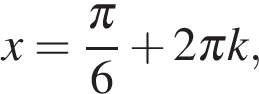 x = π/6 + 2πk,